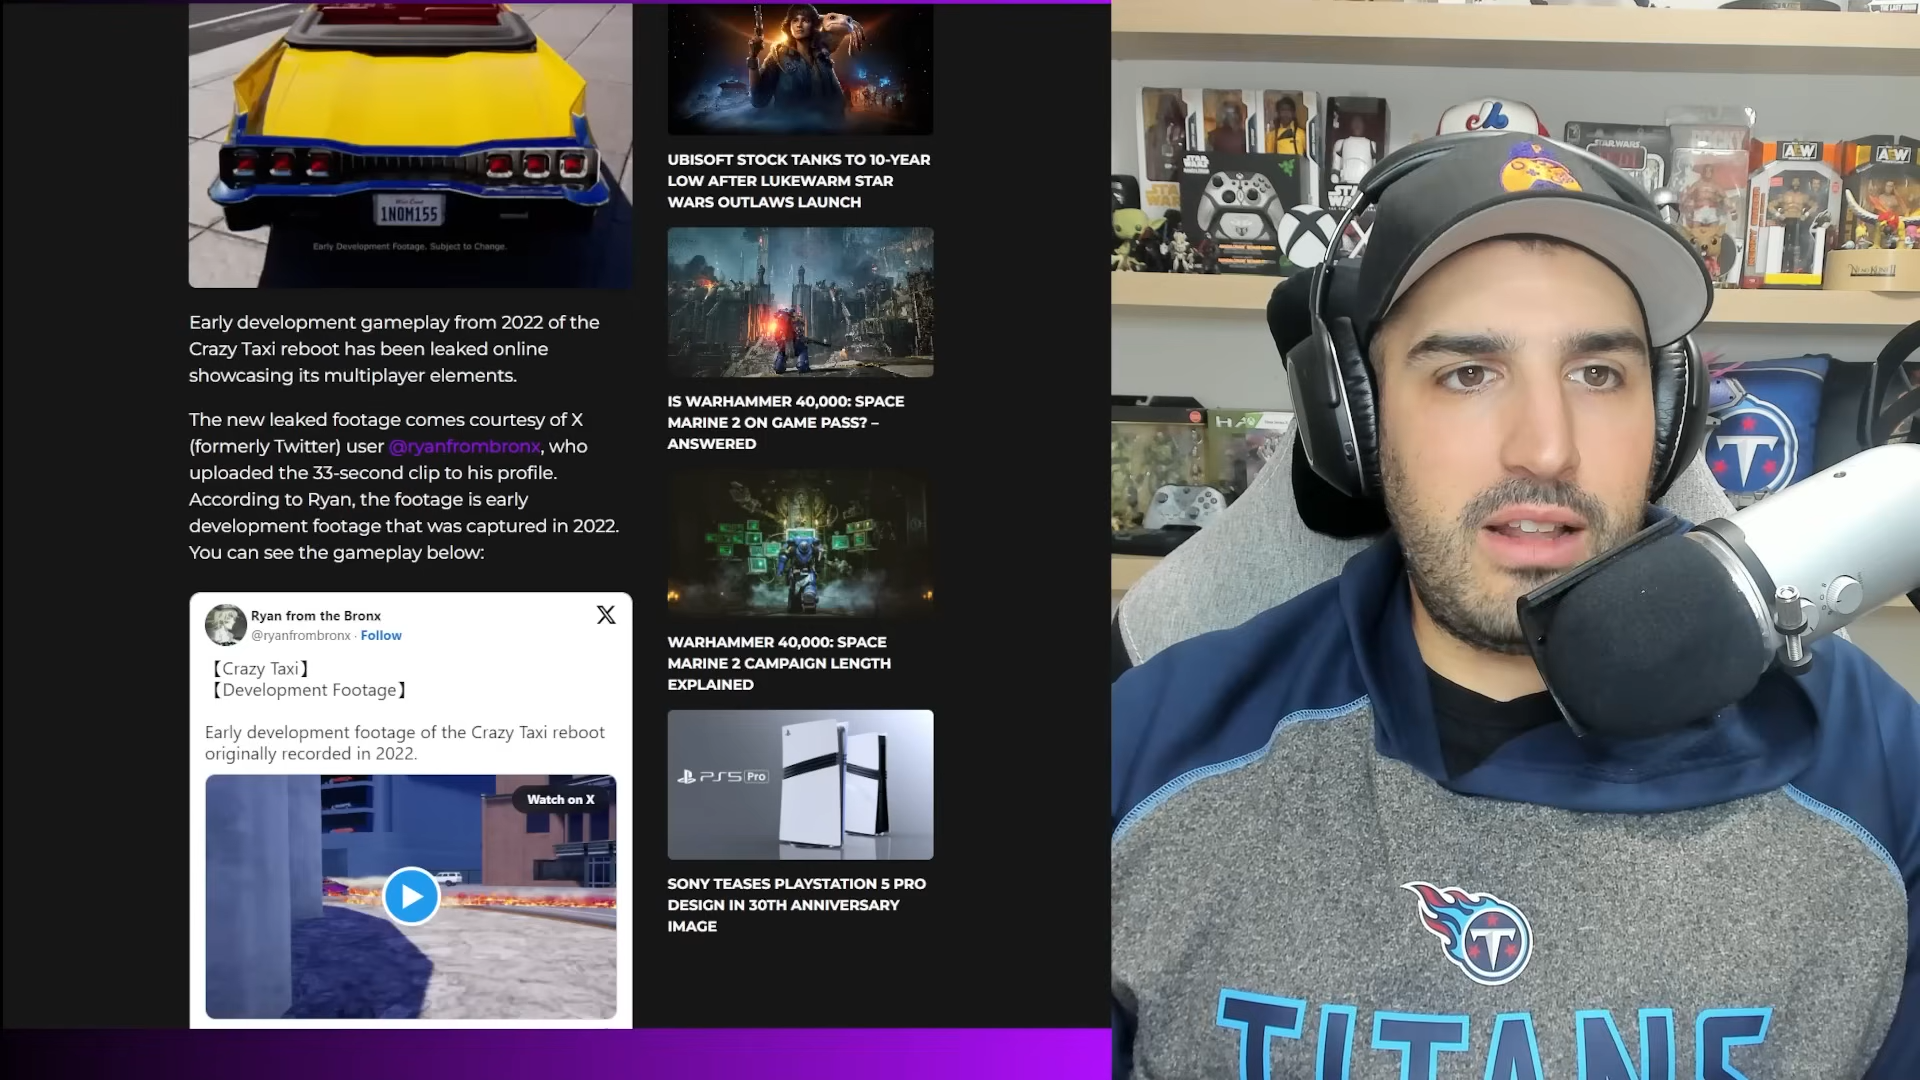 West Coast
1NOM155
Early Development Footage. Subject to Change.
Early development gameplay from 2022 of the
Crazy Taxi reboot has been leaked online
showcasing its multiplayer elements.
The new leaked footage comes courtesy of X
(formerly Twitter) user @ryanfrombronx, who
uploaded the 33-second clip to his profile.
According to Ryan, the footage is early
development footage that was captured in 2022.
You can see the gameplay below:
Ryan from the Bronx
@ryanfrombronx · Follow
【Crazy Taxi】
【Development Footage】
Early development footage of the Crazy Taxi reboot
originally recorded in 2022.
Watch on X
UBISOFT STOCK TANKS TO 10-YEAR
LOW AFTER LUKEWARM STAR
WARS OUTLAWS LAUNCH
IS WARHAMMER 40,000: SPACE
MARINE 2 ON GAME PASS? –
ANSWERED
WARHAMMER 40,000: SPACE
MARINE 2 CAMPAIGN LENGTH
EXPLAINED
PS5 Pro
SONY TEASES PLAYSTATION 5 PRO
DESIGN IN 30TH ANNIVERSARY
IMAGE
STAR WARS
STAR WARS
AEW
AEW
T
T
TITANS